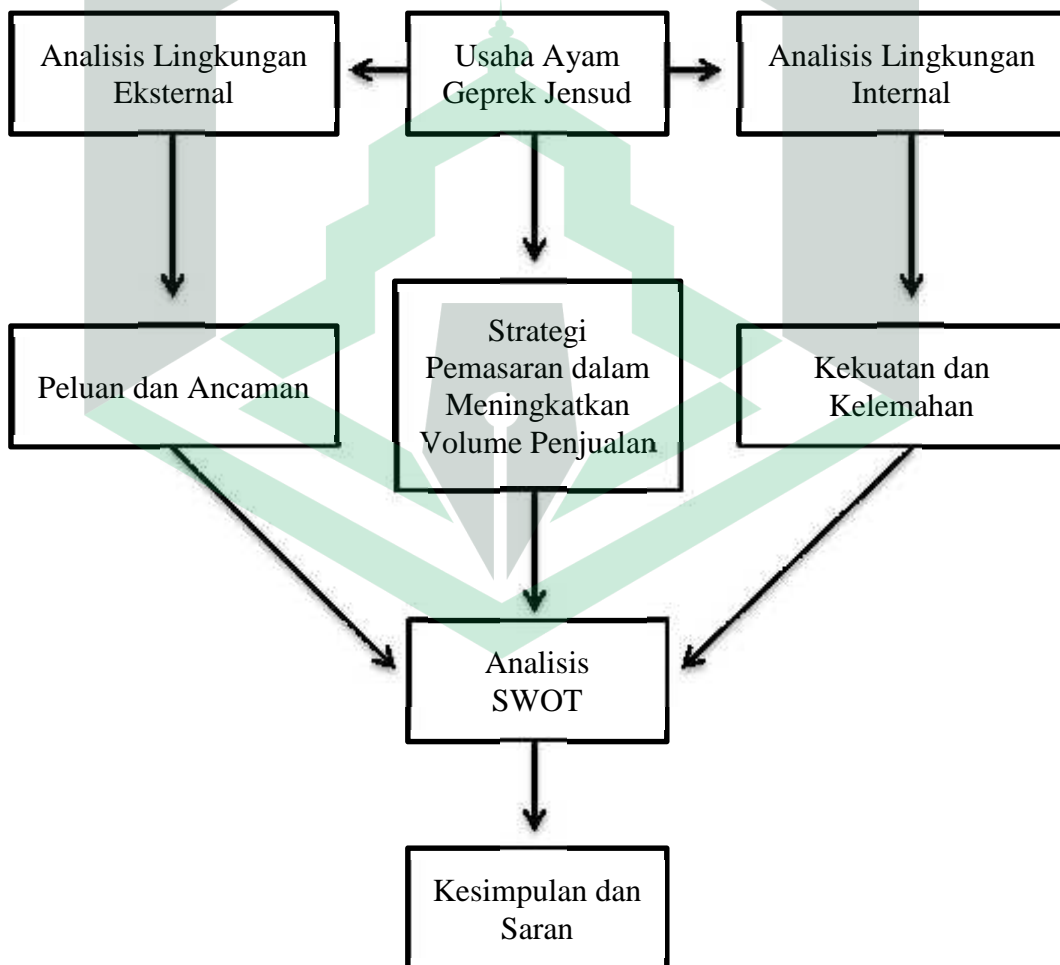 Analisis Lingkungan
Eksternal
Usaha Ayam
Geprek Jensud
Analisis Lingkungan
Internal
Peluan dan Ancaman
Strategi
Pemasaran dalam
Meningkatkan
Volume Penjualan
Kekuatan dan
Kelemahan
Analisis
SWOT
Kesimpulan dan
Saran